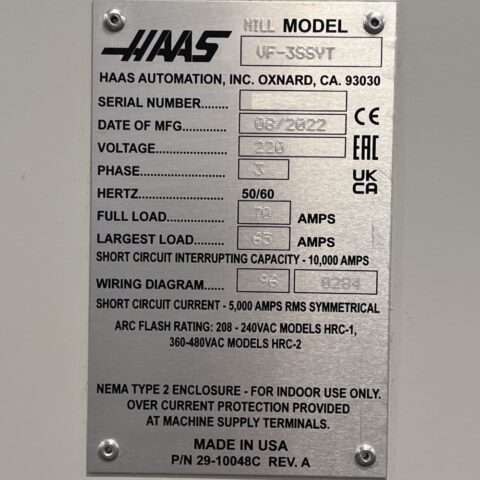 HAAS
MILL MODEL
VF-3SSYT
HAAS AUTOMATION, INC. OXNARD, CA. 93030
SERIAL NUMBER.........
DATE OF MFG........... 08/2022
VOLTAGE................ 220
PHASE..................... 3
HERTZ..................... 50/60
FULL LOAD.............. 70 AMPS
LARGEST LOAD........ 65 AMPS
SHORT CIRCUIT INTERRUPTING CAPACITY - 10,000 AMPS
WIRING DIAGRAM...... 96 0284
SHORT CIRCUIT CURRENT - 5,000 AMPS RMS SYMMETRICAL
ARC FLASH RATING: 208 - 240VAC MODELS HRC-1,
360-480VAC MODELS HRC-2
NEMA TYPE 2 ENCLOSURE - FOR INDOOR USE ONLY.
OVER CURRENT PROTECTION PROVIDED
AT MACHINE SUPPLY TERMINALS.
MADE IN USA
P/N 29-10048C REV. A
CE
EAC
UK
CA